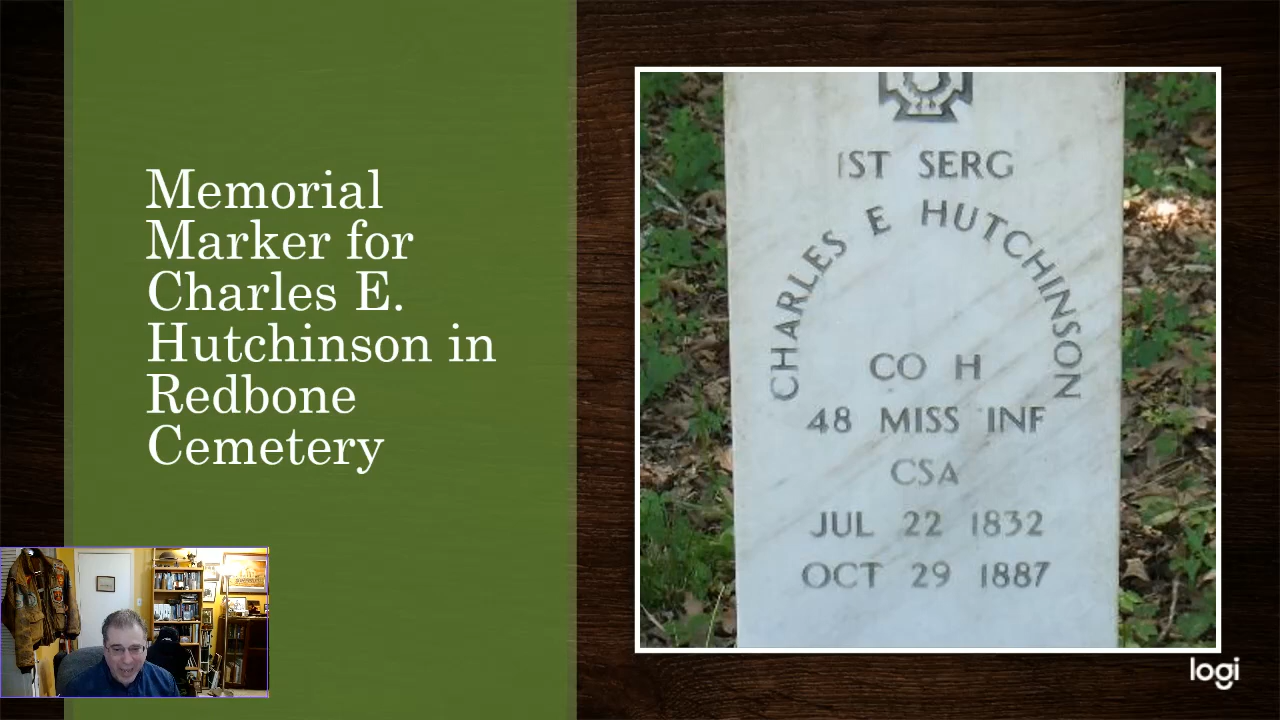 Memorial
Marker for
Charles E.
Hutchinson in
Redbone
Cemetery
1ST SERG
CHARLES E HUTCHINSON
CO H
48 MISS INF
CSA
JUL 22 1832
OCT 29 1887
logi